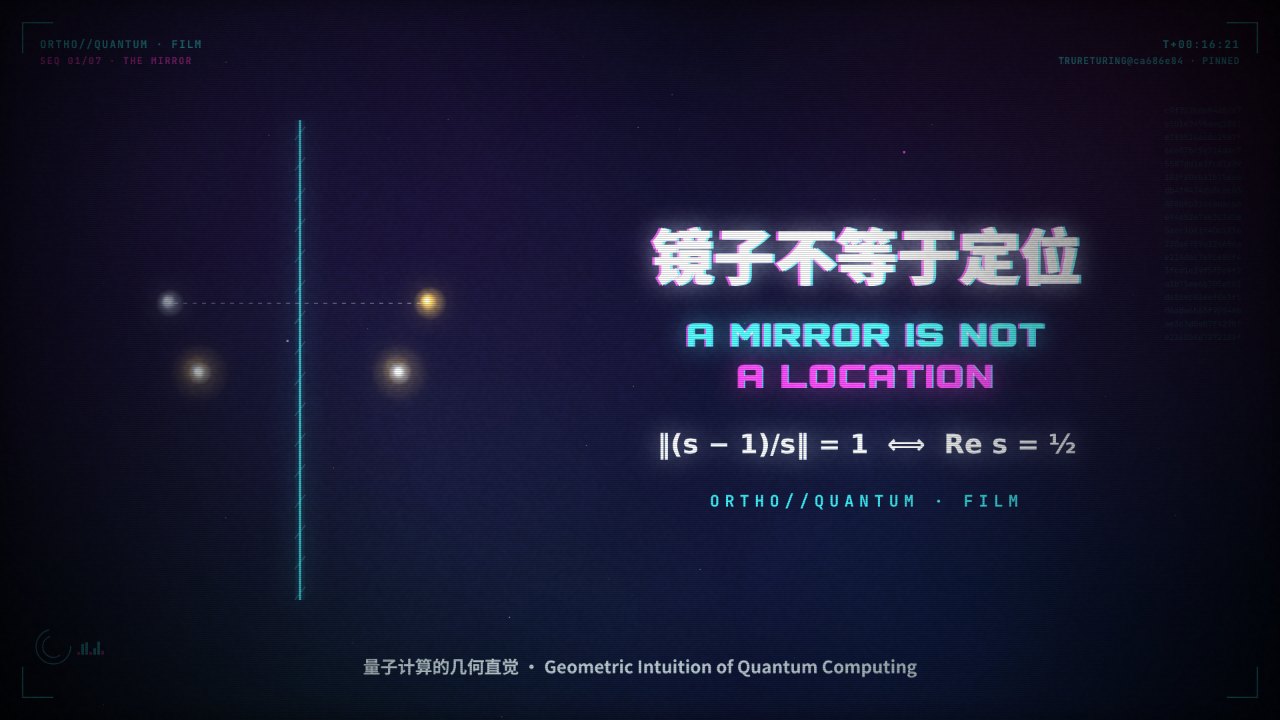 ORTHO//QUANTUM · FILM
SEQ 01/07 · THE MIRROR
T+00:16:21
TRURETURING@ca686e84 · PINNED
镜子不等于定位
A MIRROR IS NOT
A LOCATION
‖(s − 1)/s‖ = 1 ⟺ Re s = ½
ORTHO//QUANTUM · FILM
量子计算的几何直觉 · Geometric Intuition of Quantum Computing